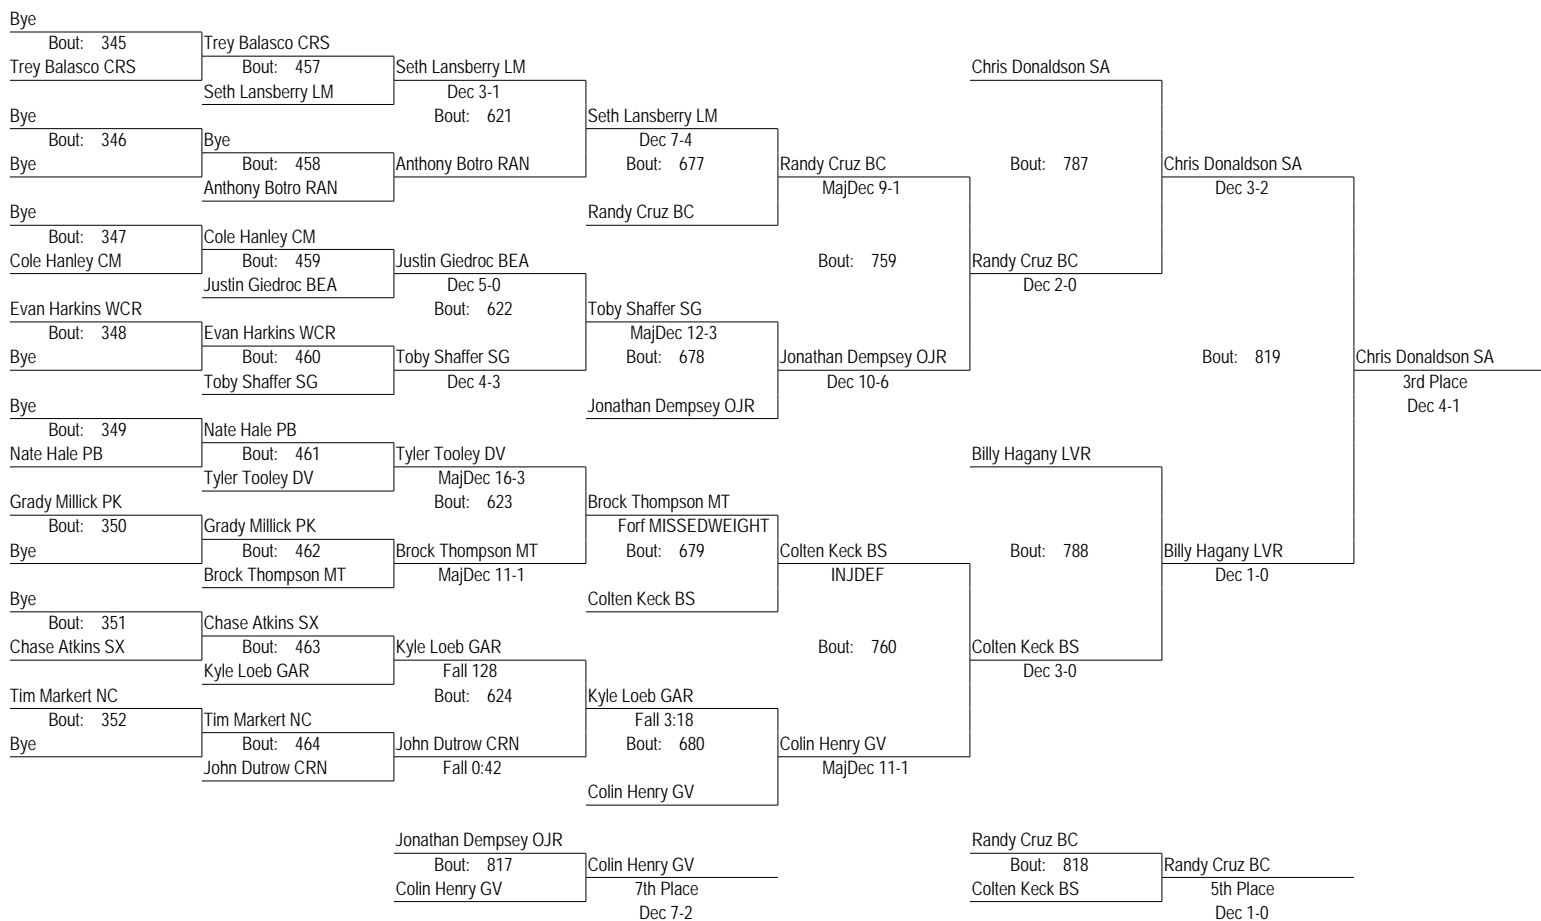 Bye
Bout: 345
Trey Balasco CRS
Trey Balasco CRS
Bout: 457
Seth Lansberry LM
Seth Lansberry LM
Dec 3-1
Bout: 621
Bye
Bout: 346
Bye
Bye
Bout: 458
Anthony Botro RAN
Anthony Botro RAN
Seth Lansberry LM
Dec 7-4
Bout: 677
Randy Cruz BC
Randy Cruz BC
MajDec 9-1
Bye
Bout: 347
Cole Hanley CM
Cole Hanley CM
Bout: 459
Justin Giedroc BEA
Justin Giedroc BEA
Dec 5-0
Bout: 622
Evan Harkins WCR
Bout: 348
Bye
Evan Harkins WCR
Bout: 460
Toby Shaffer SG
Toby Shaffer SG
Dec 4-3
Toby Shaffer SG
MajDec 12-3
Bout: 678
Jonathan Dempsey OJR
Jonathan Dempsey OJR
Dec 10-6
Bout: 759
Chris Donaldson SA
Bout: 787
Randy Cruz BC
Dec 2-0
Chris Donaldson SA
Dec 3-2
Bye
Bout: 349
Nate Hale PB
Nate Hale PB
Bout: 461
Tyler Tooley DV
Tyler Tooley DV
MajDec 16-3
Bout: 623
Grady Millick PK
Bout: 350
Bye
Grady Millick PK
Bout: 462
Brock Thompson MT
Brock Thompson MT
MajDec 11-1
Brock Thompson MT
Forf MISSEDWEIGHT
Bout: 679
Colten Keck BS
Colten Keck BS
INJDEF
Bye
Bout: 351
Chase Atkins SX
Chase Atkins SX
Bout: 463
Kyle Loeb GAR
Kyle Loeb GAR
Fall 128
Bout: 624
Tim Markert NC
Bout: 352
Bye
Tim Markert NC
Bout: 464
John Dutrow CRN
John Dutrow CRN
Fall 0:42
Kyle Loeb GAR
Fall 3:18
Bout: 680
Colin Henry GV
Colin Henry GV
MajDec 11-1
Bout: 760
Billy Hagany LVR
Bout: 788
Colten Keck BS
Dec 3-0
Billy Hagany LVR
Dec 1-0
Bout: 819
Chris Donaldson SA
3rd Place
Dec 4-1
Jonathan Dempsey OJR
Bout: 817
Colin Henry GV
Colin Henry GV
7th Place
Dec 7-2
Randy Cruz BC
Bout: 818
Colten Keck BS
Randy Cruz BC
5th Place
Dec 1-0